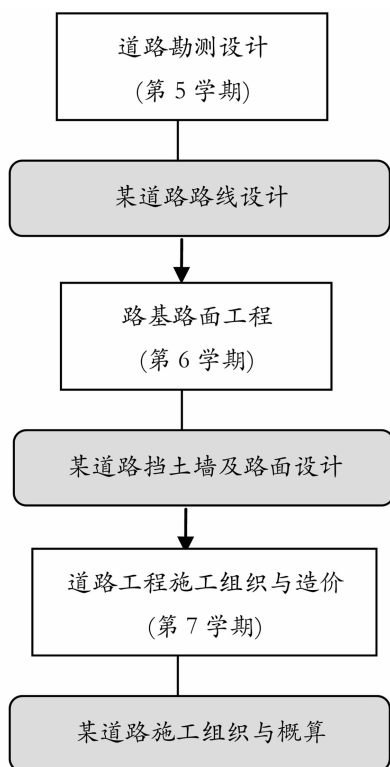 道路勘测设计
(第 5 学期)
某道路路线设计
路基路面工程
(第 6 学期)
某道路挡土墙及路面设计
道路工程施工组织与造价
(第 7 学期)
某道路施工组织与概算